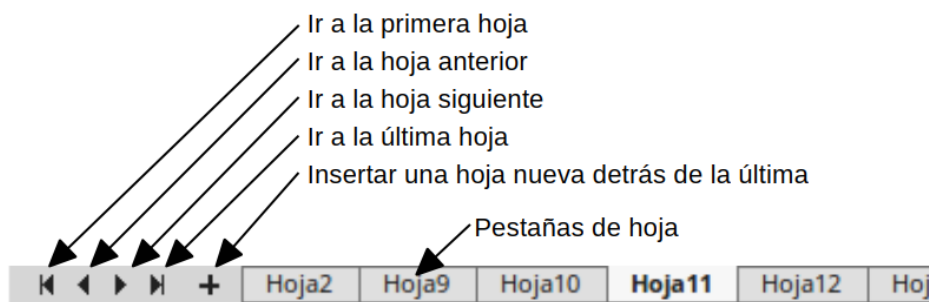 Ir a la primera hoja
Ir a la hoja anterior
Ir a la hoja siguiente
Ir a la última hoja
Insertar una hoja nueva detrás de la última
Pestañas de hoja
Hoja2 Hoja9 Hoja10 Hoja11 Hoja12 Hoj